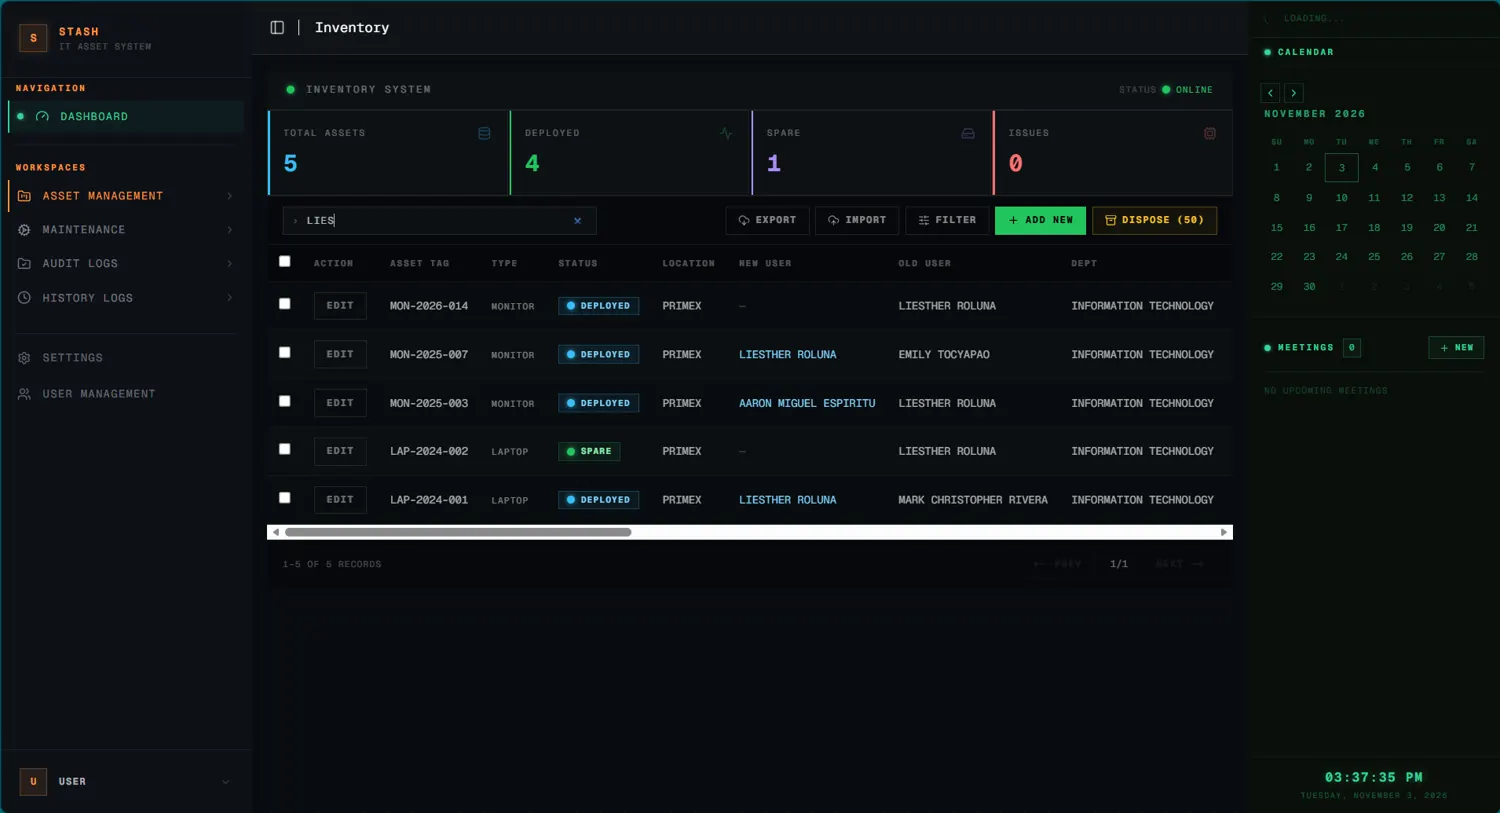 S
STASH
IT ASSET SYSTEM
NAVIGATION
DASHBOARD
WORKSPACES
ASSET MANAGEMENT
MAINTENANCE
AUDIT LOGS
HISTORY LOGS
SETTINGS
USER MANAGEMENT
U USER
Inventory
INVENTORY SYSTEM STATUS ONLINE
TOTAL ASSETS DEPLOYED SPARE ISSUES
5 4 1 0
› LIES × EXPORT IMPORT FILTER + ADD NEW DISPOSE (50)
ACTION ASSET TAG TYPE STATUS LOCATION NEW USER OLD USER DEPT
EDIT MON-2026-014 MONITOR DEPLOYED PRIMEX — LIESTHER ROLUNA INFORMATION TECHNOLOGY
EDIT MON-2025-007 MONITOR DEPLOYED PRIMEX LIESTHER ROLUNA EMILY TOCYAPAO INFORMATION TECHNOLOGY
EDIT MON-2025-003 MONITOR DEPLOYED PRIMEX AARON MIGUEL ESPIRITU LIESTHER ROLUNA INFORMATION TECHNOLOGY
EDIT LAP-2024-002 LAPTOP SPARE PRIMEX — LIESTHER ROLUNA INFORMATION TECHNOLOGY
EDIT LAP-2024-001 LAPTOP DEPLOYED PRIMEX LIESTHER ROLUNA MARK CHRISTOPHER RIVERA INFORMATION TECHNOLOGY
1–5 OF 5 RECORDS ← PREV 1/1 NEXT →
LOADING...
CALENDAR
NOVEMBER 2026
SU MO TU WE TH FR SA
1 2 3 4 5 6 7
8 9 10 11 12 13 14
15 16 17 18 19 20 21
22 23 24 25 26 27 28
29 30 1 2 3 4 5
MEETINGS 0 + NEW
NO UPCOMING MEETINGS
03:37:35 PM
TUESDAY, NOVEMBER 3, 2026